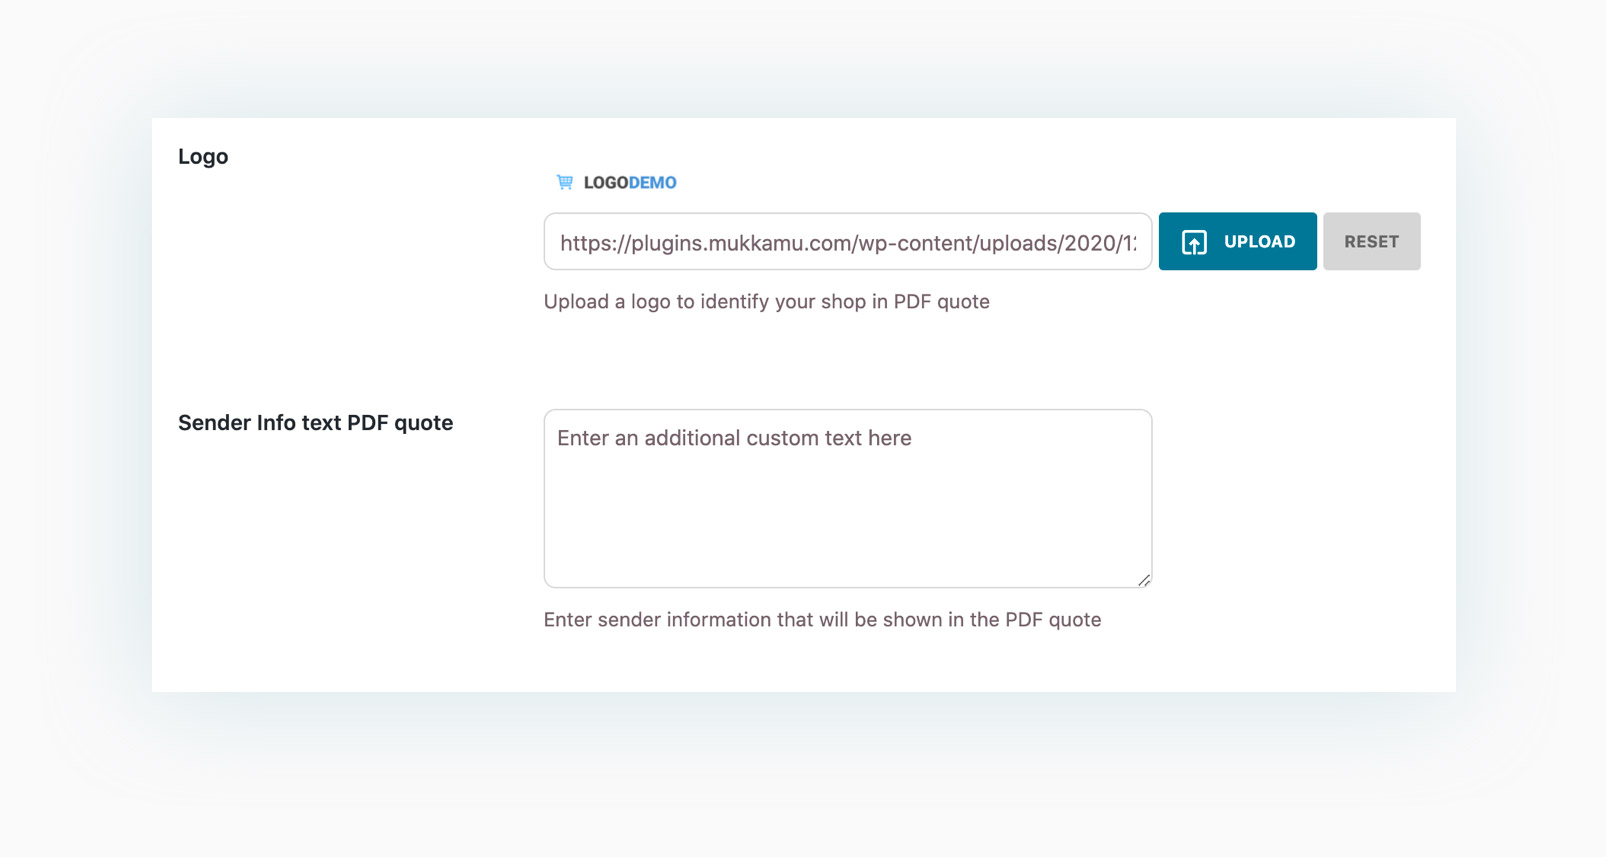 Logo
LOGODEMO
https://plugins.mukkamu.com/wp-content/uploads/2020/1
UPLOAD
RESET
Upload a logo to identify your shop in PDF quote
Sender Info text PDF quote
Enter an additional custom text here
Enter sender information that will be shown in the PDF quote